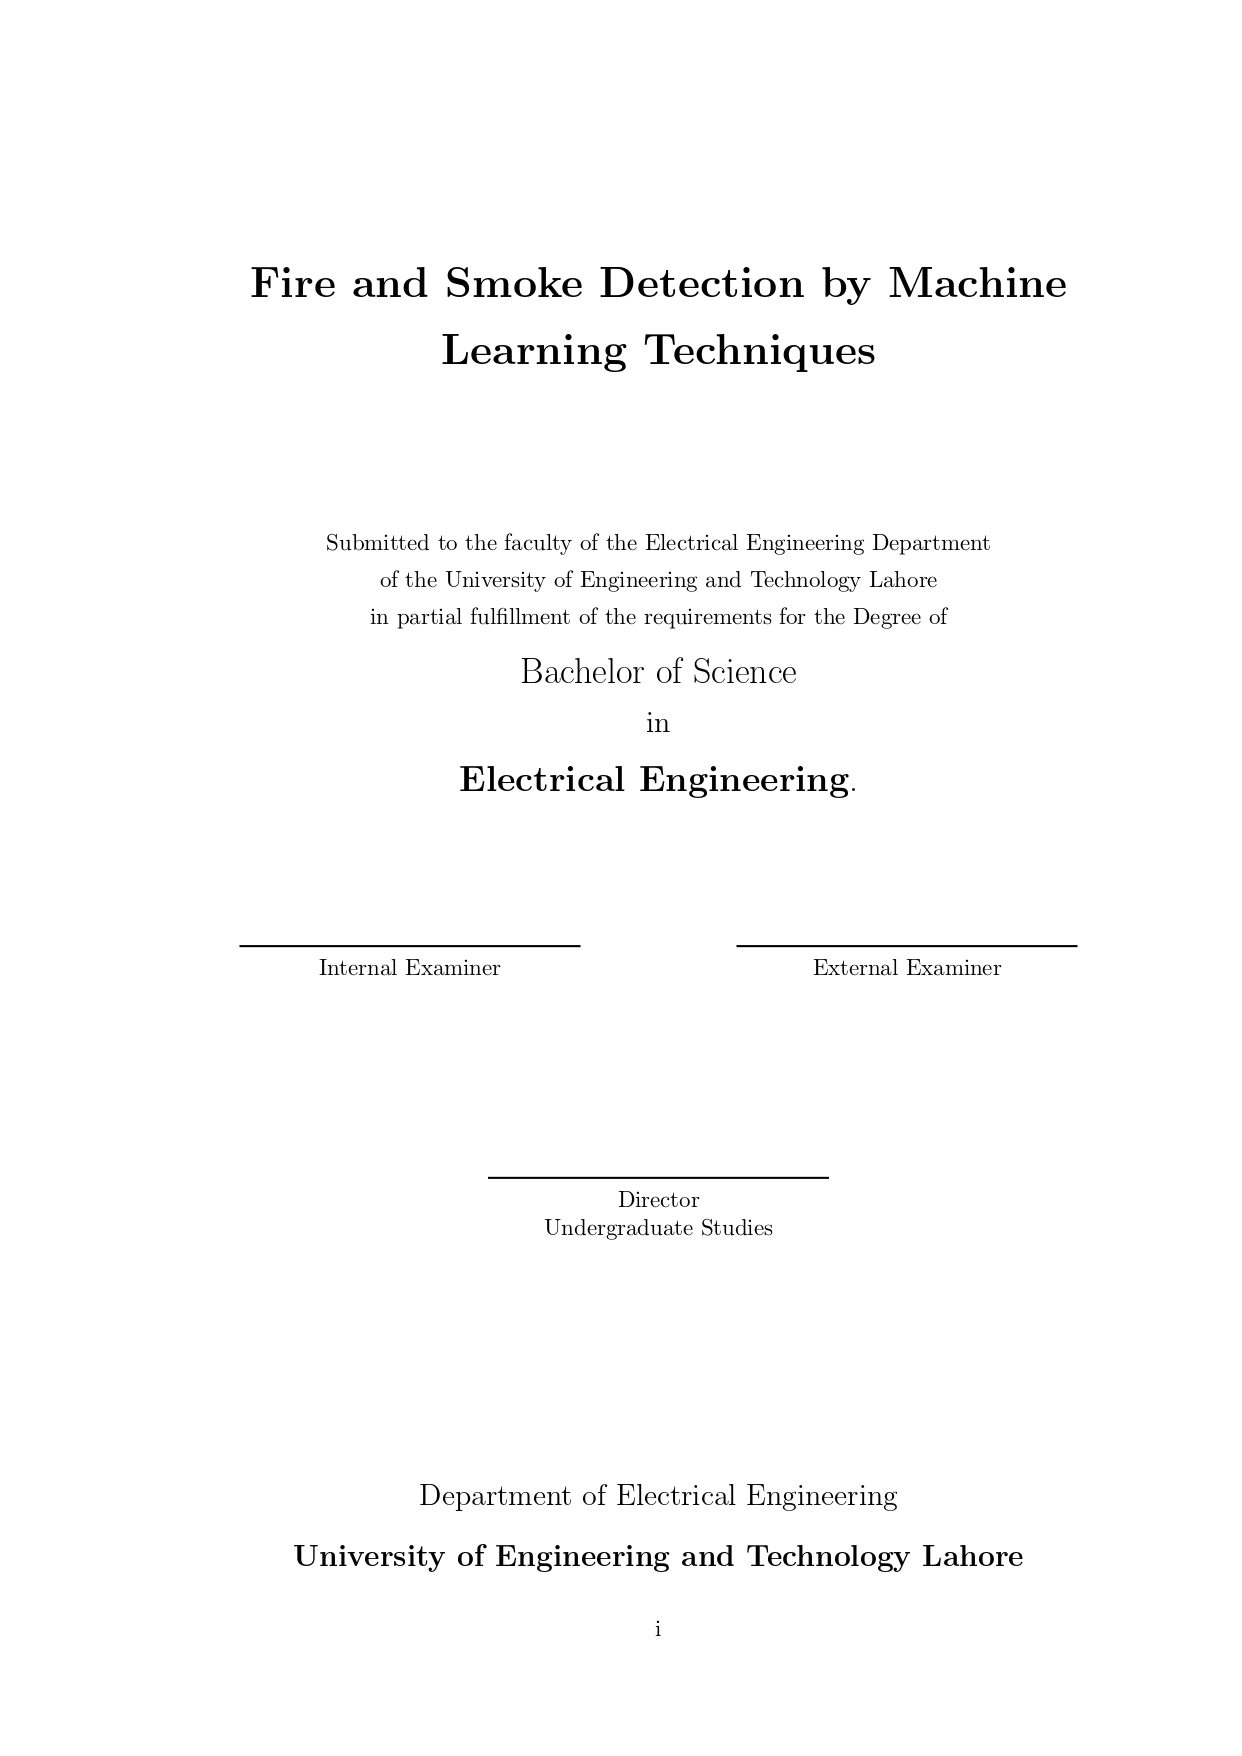 Fire and Smoke Detection by Machine
Learning Techniques
Submitted to the faculty of the Electrical Engineering Department
of the University of Engineering and Technology Lahore
in partial fulfillment of the requirements for the Degree of
Bachelor of Science
in
Electrical Engineering.
Internal Examiner
External Examiner
Director
Undergraduate Studies
Department of Electrical Engineering
University of Engineering and Technology Lahore
i